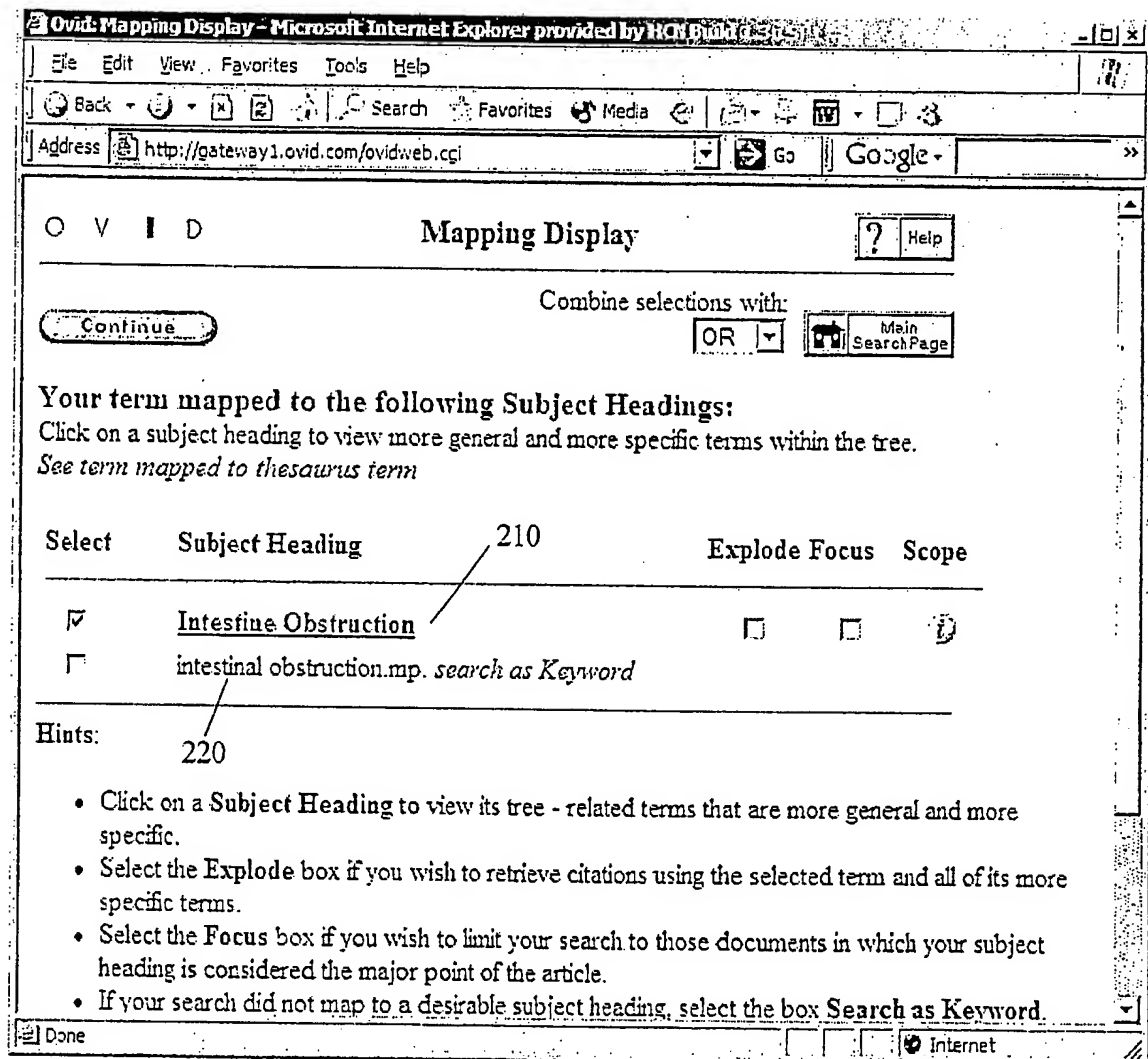 Ovid: Mapping Display - Microsoft Internet Explorer provided by HCN Build
File Edit View Favorites Tools Help
Back Search Favorites Media
Address http://gateway1.ovid.com/ovidweb.cgi Go Google
O V I D Mapping Display ? Help
Combine selections with:
Continue OR Main Search Page
Your term mapped to the following Subject Headings:
Click on a subject heading to view more general and more specific terms within the tree.
See term mapped to thesaurus term
Select Subject Heading 210 Explode Focus Scope
Intestine Obstruction i
intestinal obstruction.mp. search as Keyword
Hints:
220
• Click on a Subject Heading to view its tree - related terms that are more general and more
specific.
• Select the Explode box if you wish to retrieve citations using the selected term and all of its more
specific terms.
• Select the Focus box if you wish to limit your search to those documents in which your subject
heading is considered the major point of the article.
• If your search did not map to a desirable subject heading, select the box Search as Keyword.
Done Internet